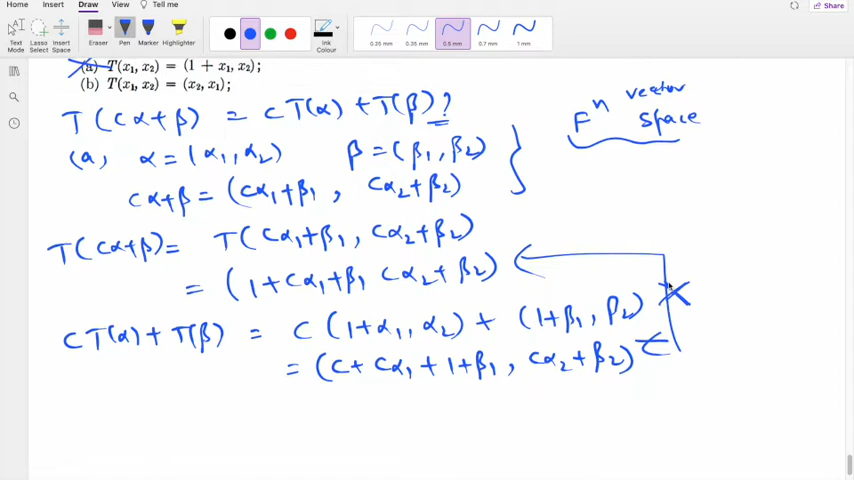 Home Insert Draw View Tell me Share
Text Mode Lasso Select Insert Space Eraser Pen Marker Highlighter Ink Colour 0.25 mm 0.35 mm 0.5 mm 0.7 mm 1 mm
(a) T(x₁, x₂) = (1 + x₁, x₂);
(b) T(x₁, x₂) = (x₂, x₁);
T(cα+β) = cT(α)+T(β)?
Fⁿ vector space
(a, α=(α₁,α₂) β=(β₁,β₂)
cα+β=(cα₁+β₁, cα₂+β₂)
T(cα+β)= T(cα₁+β₁, cα₂+β₂)
= (1+cα₁+β₁ cα₂+β₂)
cT(α)+T(β) = c(1+α₁,α₂)+(1+β₁,β₂)
= (c+cα₁+1+β₁, cα₂+β₂)